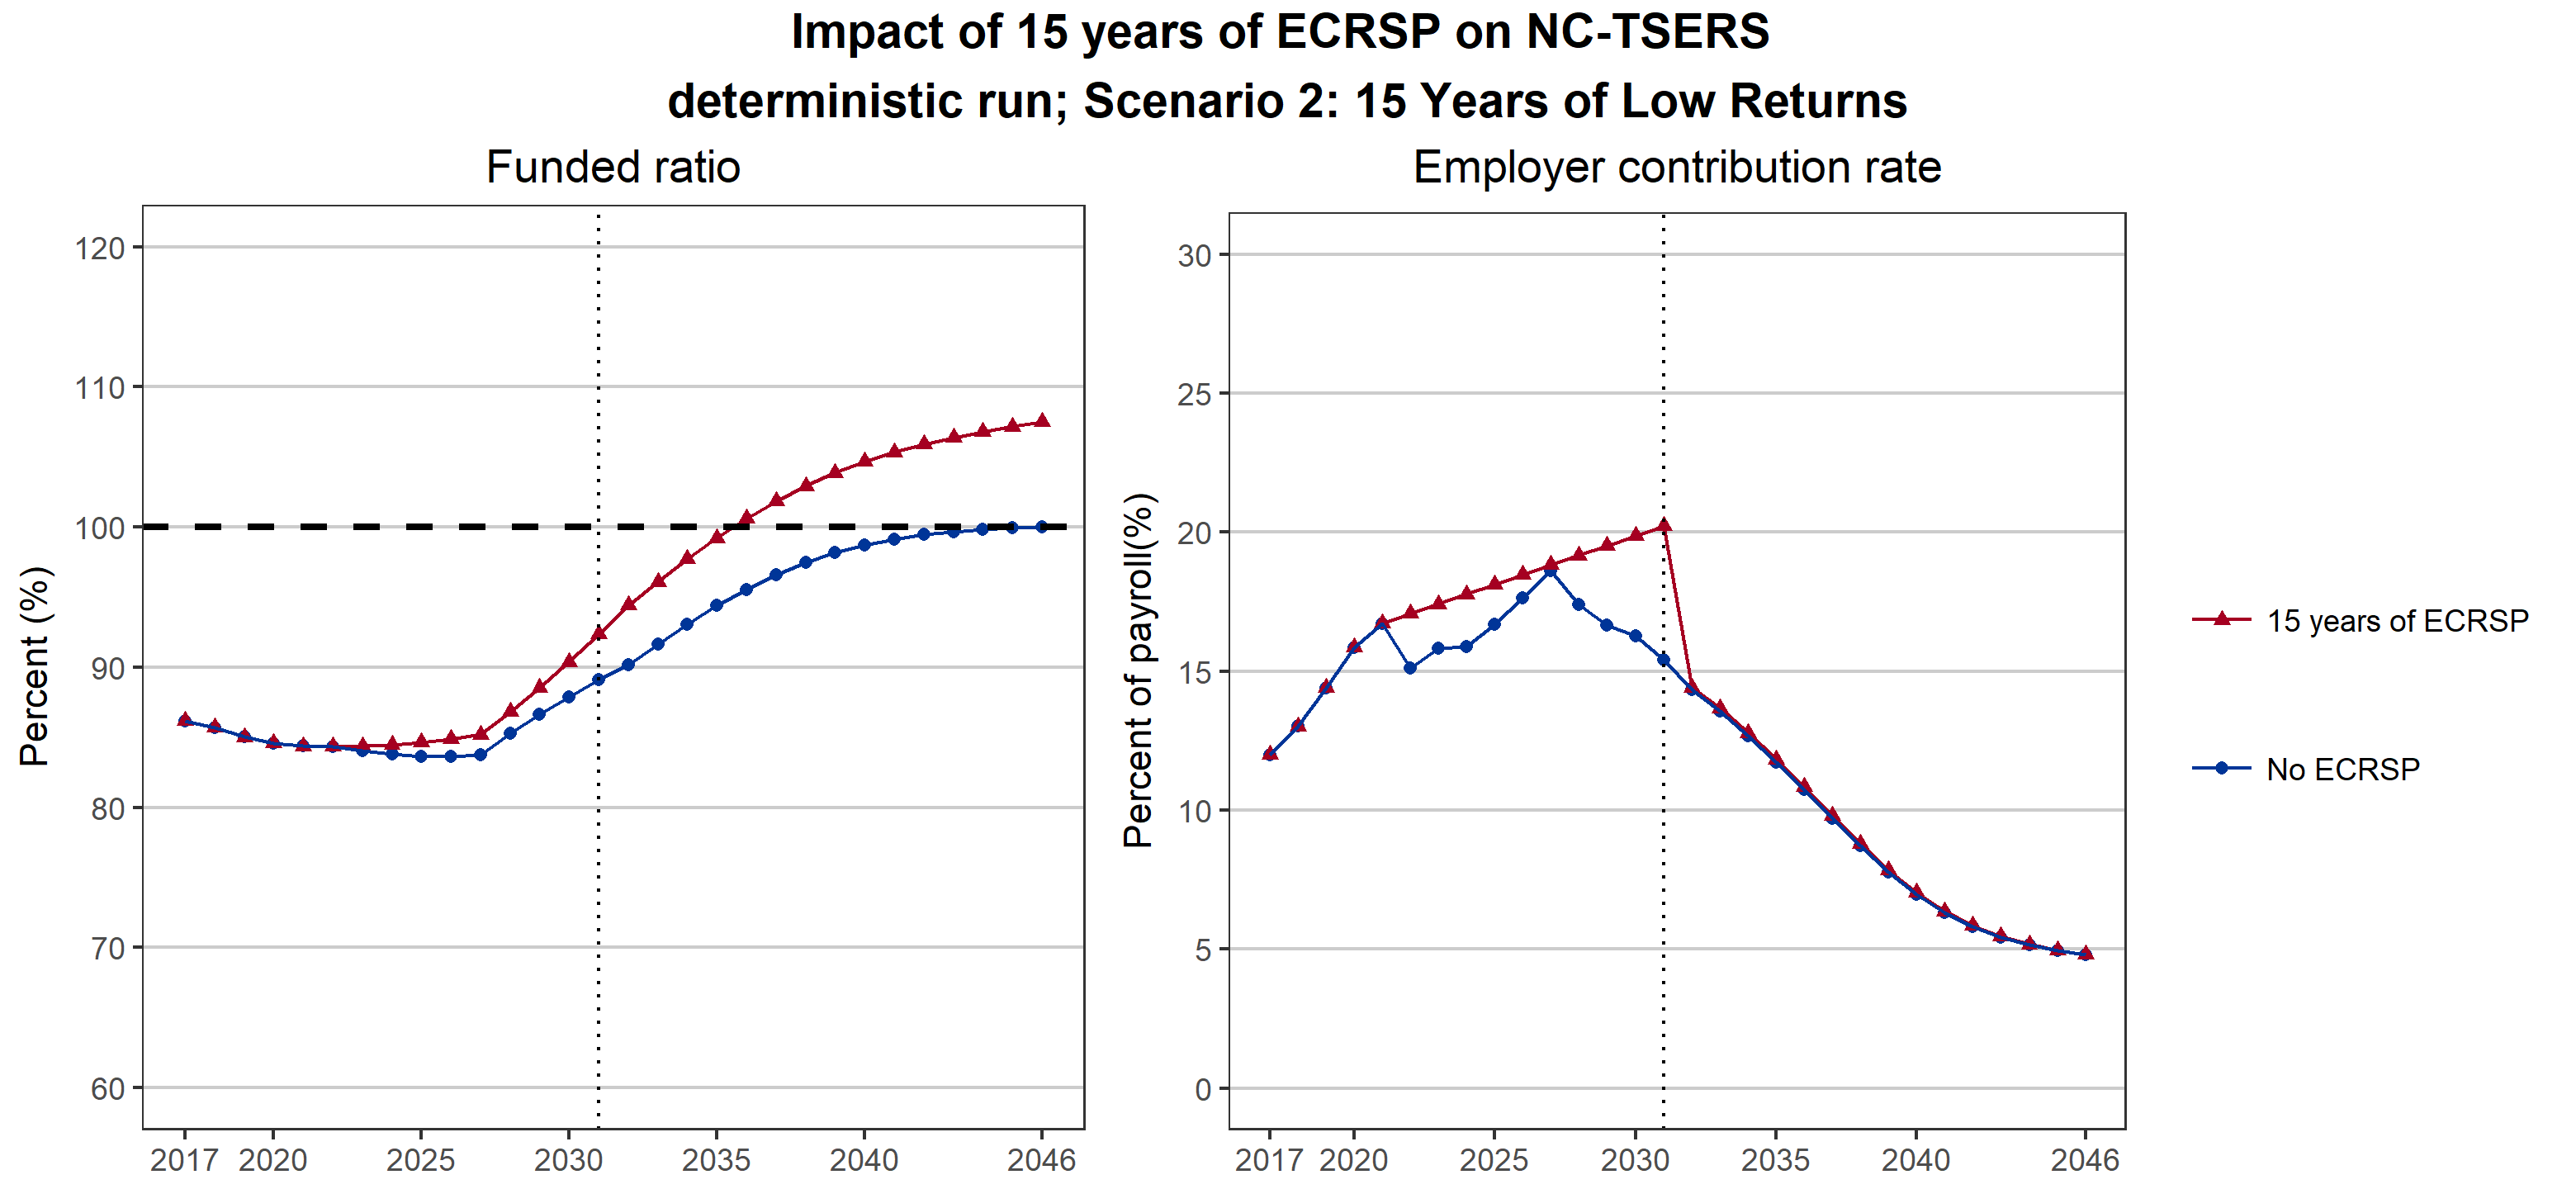 Impact of 15 years of ECRSP on NC-TSERS
deterministic run; Scenario 2: 15 Years of Low Returns
Funded ratio
Percent (%)
120
110
100
90
80
70
60
2017 2020 2025 2030 2035 2040 2046
Employer contribution rate
Percent of payroll(%)
30
25
20
15
10
5
0
2017 2020 2025 2030 2035 2040 2046
15 years of ECRSP
No ECRSP